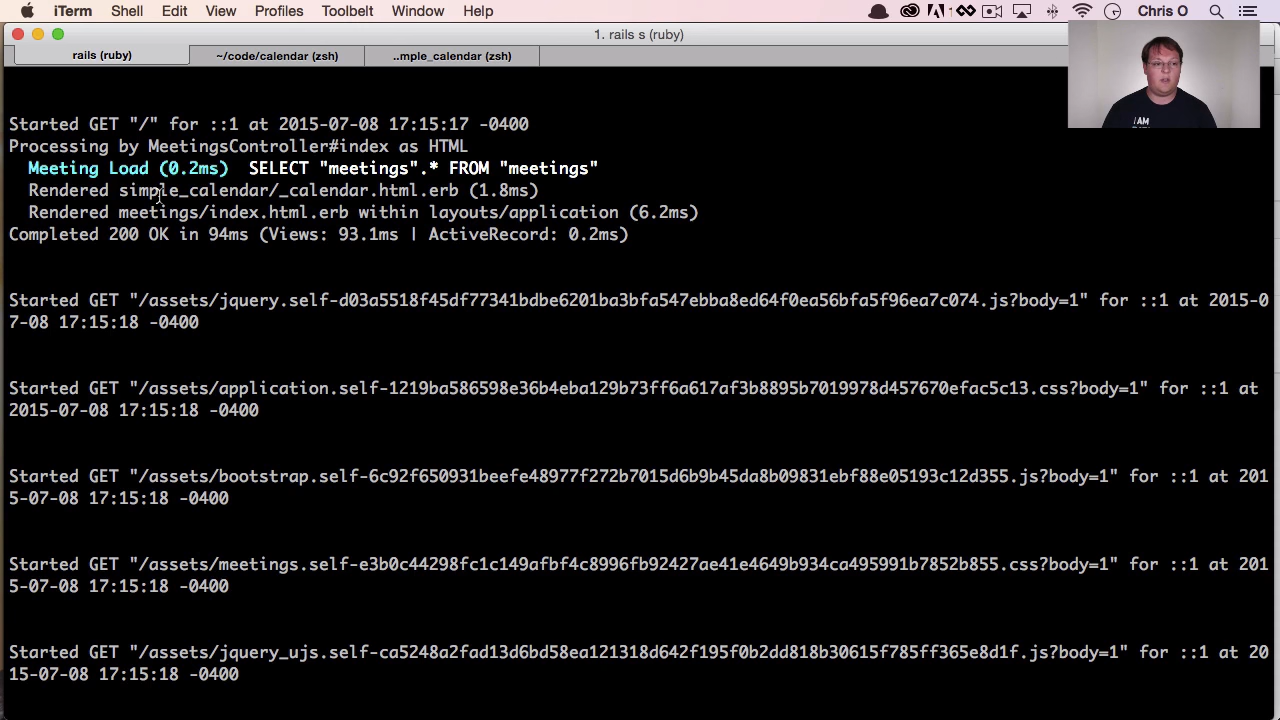 iTerm Shell Edit View Profiles Toolbelt Window Help Chris O
1. rails s (ruby)
rails (ruby) ~/code/calendar (zsh) ..mple_calendar (zsh)
I AM
Started GET "/" for ::1 at 2015-07-08 17:15:17 -0400
Processing by MeetingsController#index as HTML
Meeting Load (0.2ms) SELECT "meetings".* FROM "meetings"
Rendered simple_calendar/_calendar.html.erb (1.8ms)
Rendered meetings/index.html.erb within layouts/application (6.2ms)
Completed 200 OK in 94ms (Views: 93.1ms | ActiveRecord: 0.2ms)
Started GET "/assets/jquery.self-d03a5518f45df77341bdbe6201ba3bfa547ebba8ed64f0ea56bfa5f96ea7c074.js?body=1" for ::1 at 2015-0
7-08 17:15:18 -0400
Started GET "/assets/application.self-1219ba586598e36b4eba129b73ff6a617af3b8895b7019978d457670efac5c13.css?body=1" for ::1 at
2015-07-08 17:15:18 -0400
Started GET "/assets/bootstrap.self-6c92f650931beefe48977f272b7015d6b9b45da8b09831ebf88e05193c12d355.js?body=1" for ::1 at 201
5-07-08 17:15:18 -0400
Started GET "/assets/meetings.self-e3b0c44298fc1c149afbf4c8996fb92427ae41e4649b934ca495991b7852b855.css?body=1" for ::1 at 201
5-07-08 17:15:18 -0400
Started GET "/assets/jquery_ujs.self-ca5248a2fad13d6bd58ea121318d642f195f0b2dd818b30615f785ff365e8d1f.js?body=1" for ::1 at 20
15-07-08 17:15:18 -0400